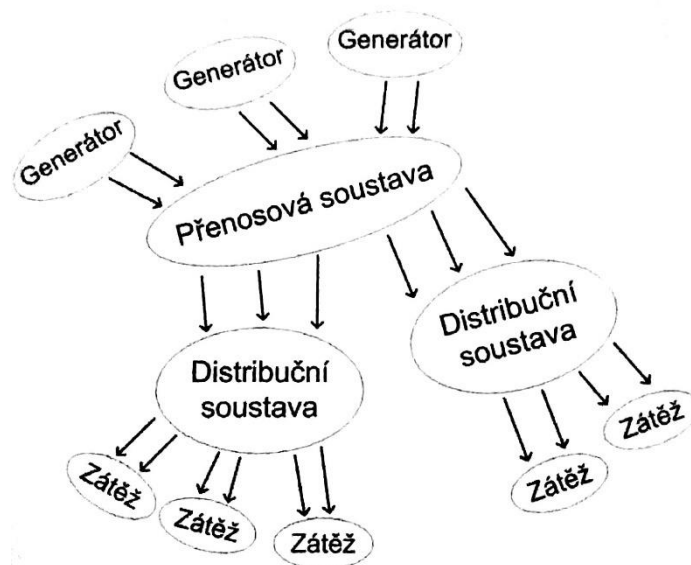 Generátor
Generátor
Generátor
Přenosová soustava
Distribuční
soustava
Distribuční
soustava
Zátěž
Zátěž
Zátěž
Zátěž
Zátěž